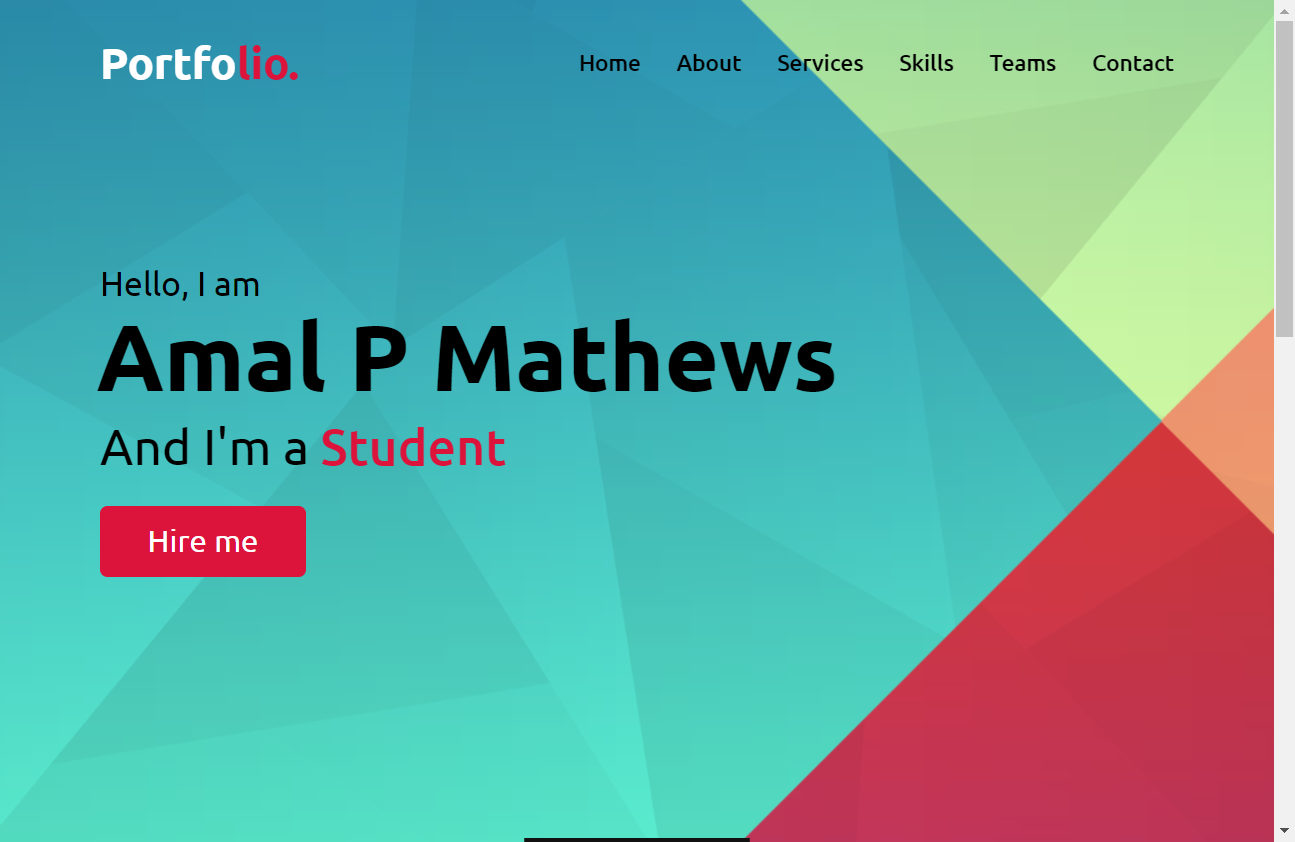 Portfolio.
Home About Services Skills Teams Contact
Hello, I am
Amal P Mathews
And I'm a Student
Hire me